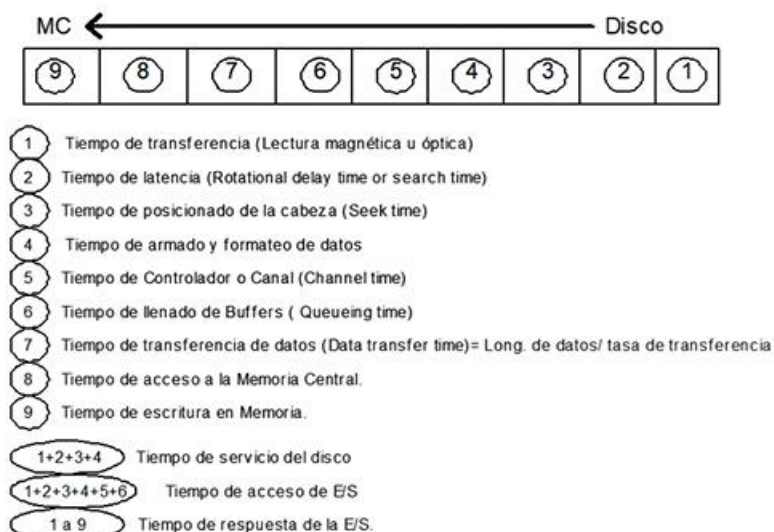 MC Disco
9 8 7 6 5 4 3 2 1
1 Tiempo de transferencia (Lectura magnética u óptica)
2 Tiempo de latencia (Rotational delay time or search time)
3 Tiempo de posicionado de la cabeza (Seek time)
4 Tiempo de armado y formateo de datos
5 Tiempo de Controlador o Canal (Channel time)
6 Tiempo de llenado de Buffers ( Queueing time)
7 Tiempo de transferencia de datos (Data transfer time)= Long. de datos/ tasa de transferencia
8 Tiempo de acceso a la Memoria Central.
9 Tiempo de escritura en Memoria.
1+2+3+4 Tiempo de servicio del disco
1+2+3+4+5+6 Tiempo de acceso de E/S
1 a 9 Tiempo de respuesta de la E/S.